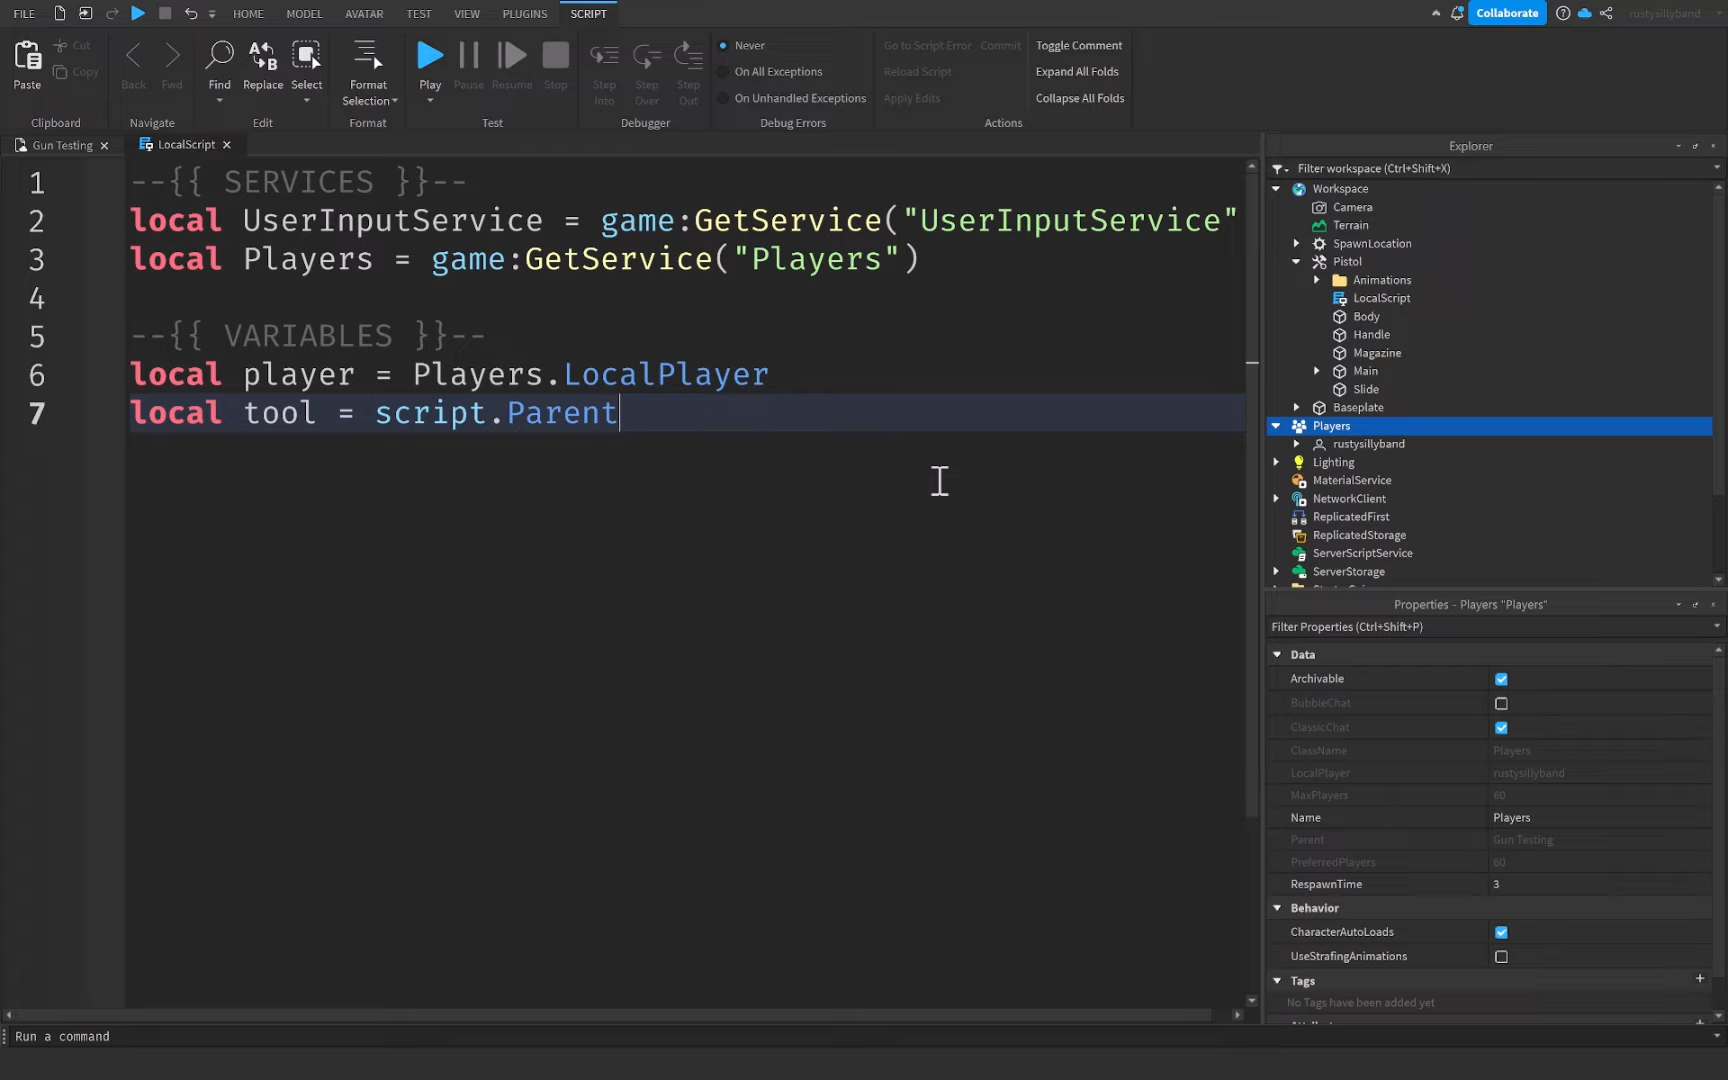 FILE HOME MODEL AVATAR TEST VIEW PLUGINS SCRIPT Collaborate rustysillyband
Paste Cut Copy
Clipboard
Back Fwd
Navigate
Find Replace Select
Edit
Format Selection
Format
Play Pause Resume Stop
Test
Step Into Step Over Step Out
Debugger
Never
On All Exceptions
On Unhandled Exceptions
Debug Errors
Go to Script Error Commit
Reload Script
Apply Edits
Toggle Comment
Expand All Folds
Collapse All Folds
Actions
Gun Testing LocalScript
1 --{{ SERVICES }}--
2 local UserInputService = game:GetService("UserInputService"
3 local Players = game:GetService("Players")
4
5 --{{ VARIABLES }}--
6 local player = Players.LocalPlayer
7 local tool = script.Parent
Explorer
Filter workspace (Ctrl+Shift+X)
Workspace
Camera
Terrain
SpawnLocation
Pistol
Animations
LocalScript
Body
Handle
Magazine
Main
Slide
Baseplate
Players
rustysillyband
Lighting
MaterialService
NetworkClient
ReplicatedFirst
ReplicatedStorage
ServerScriptService
ServerStorage
Properties - Players "Players"
Filter Properties (Ctrl+Shift+P)
Data
Archivable
BubbleChat
ClassicChat
ClassName Players
LocalPlayer rustysillyband
MaxPlayers 60
Name Players
Parent Gun Testing
PreferredPlayers 60
RespawnTime 3
Behavior
CharacterAutoLoads
UseStrafingAnimations
Tags
No Tags have been added yet
Run a command